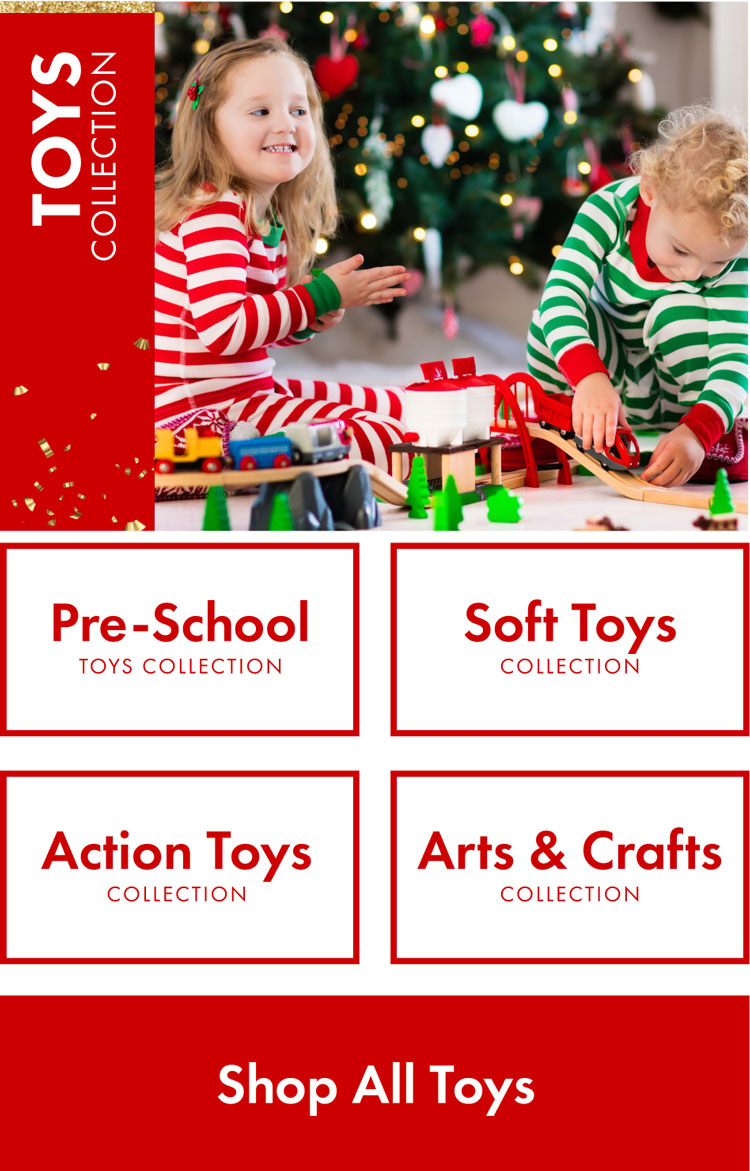 TOYS
COLLECTION
Pre-School
TOYS COLLECTION
Soft Toys
COLLECTION
Action Toys
COLLECTION
Arts & Crafts
COLLECTION
Shop All Toys